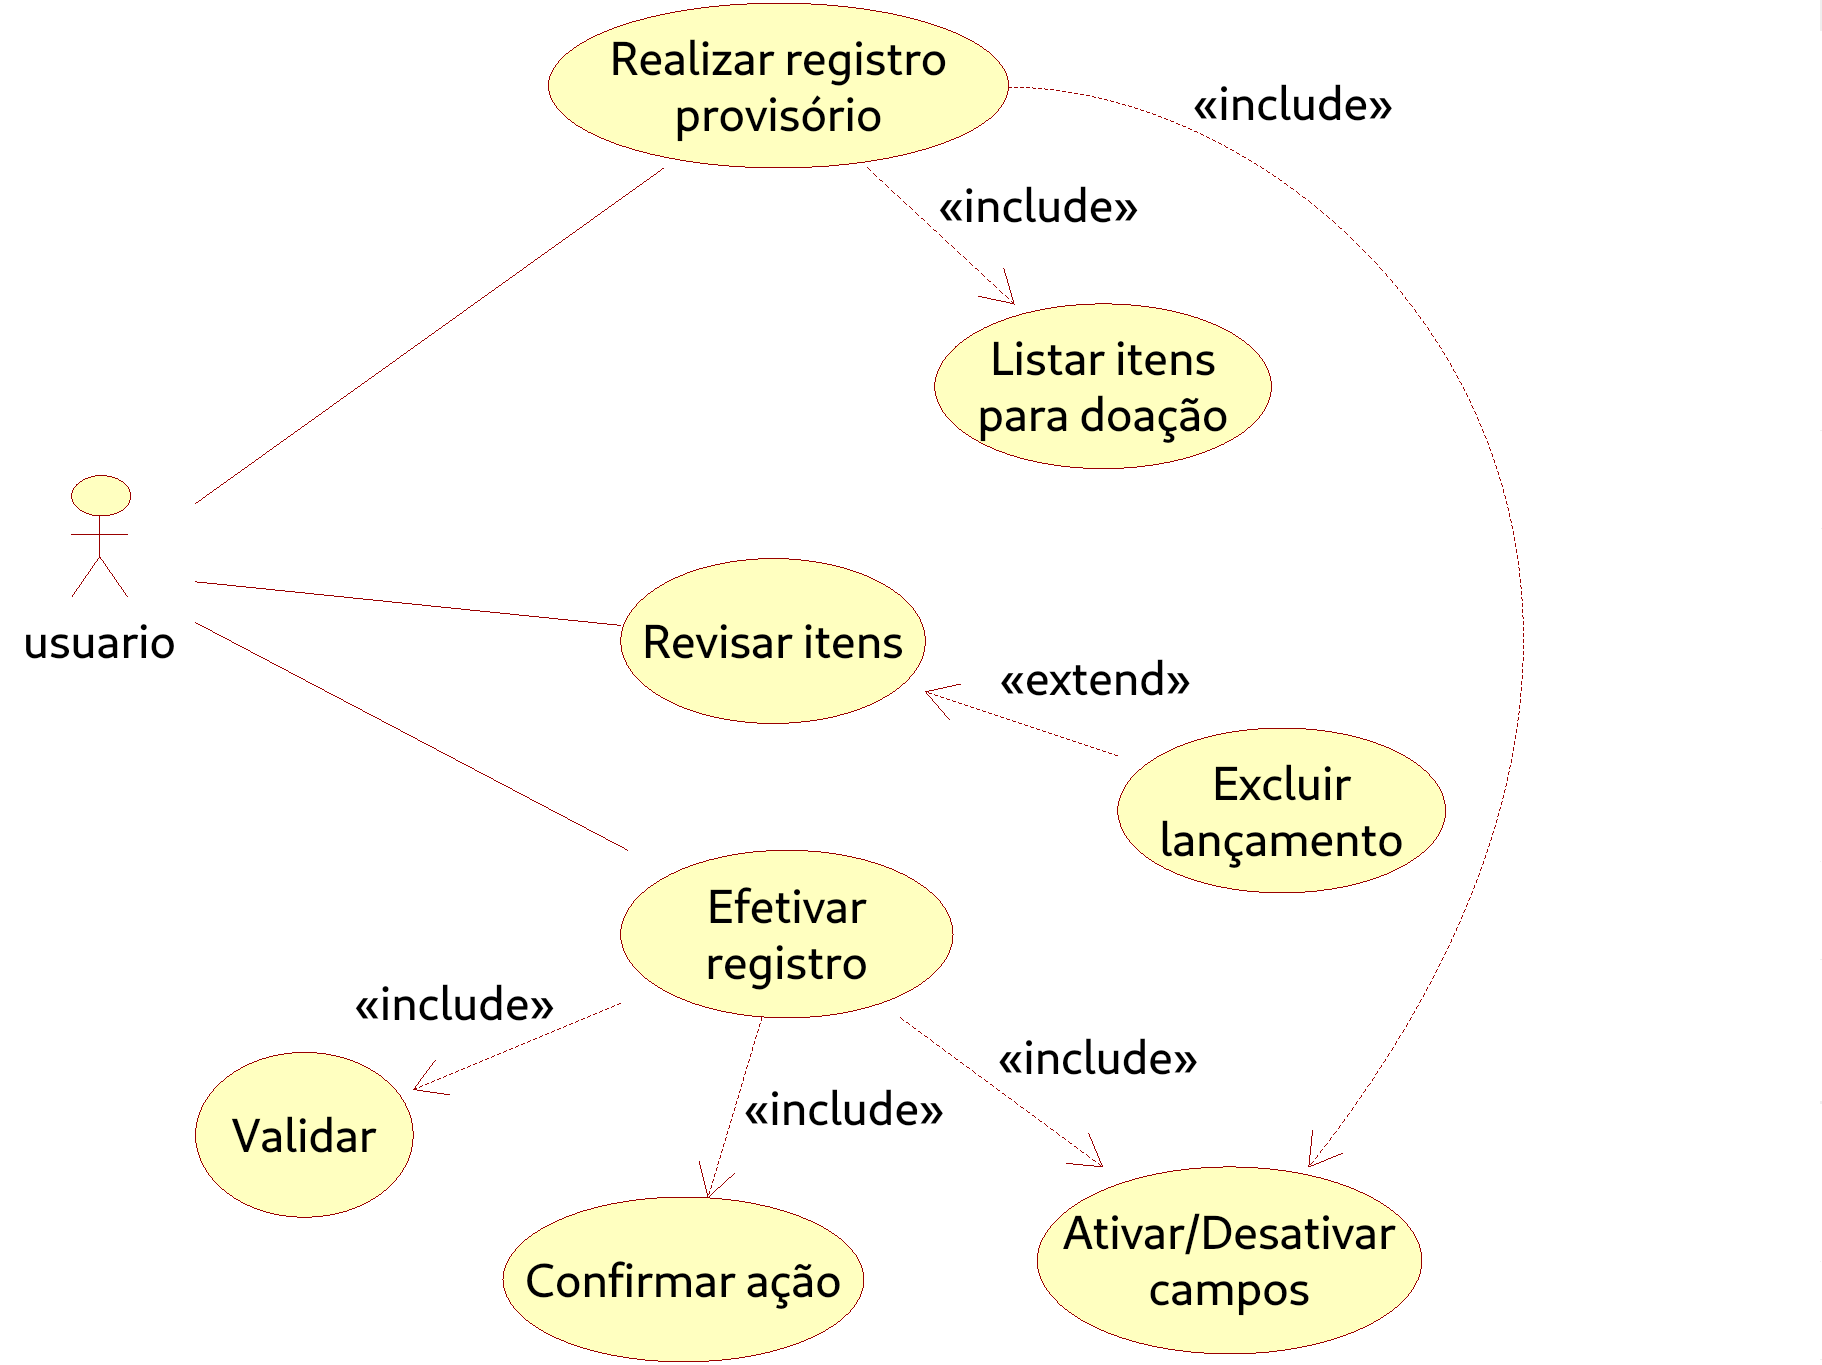 Realizar registro
provisório
«include»
«include»
Listar itens
para doação
usuario
Revisar itens
«extend»
Excluir
lançamento
Efetivar
registro
«include»
«include»
«include»
Validar
Confirmar ação
Ativar/Desativar
campos